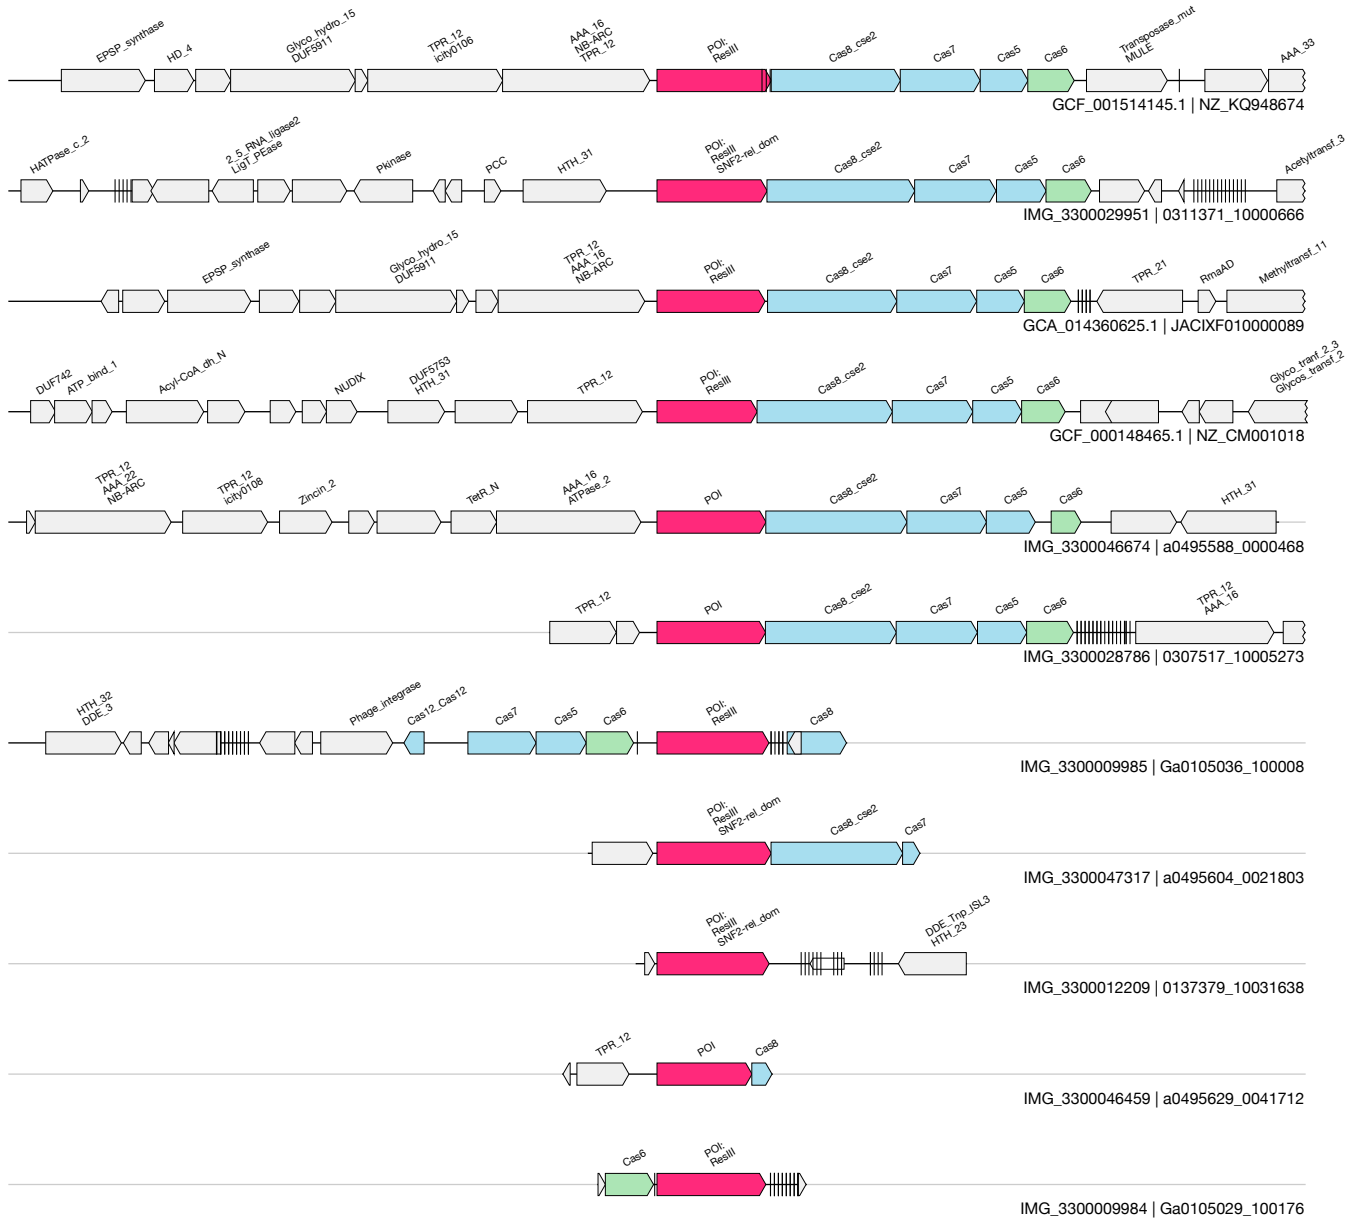 EPSP_synthase
HD_4
Glyco_hydro_15
DUF5911
TPR_12
icity0106
AAA_16
NB-ARC
TPR_12
POI:
ResIII
Cas8_cse2
Cas7
Cas5
Cas6
Transposase_mut
MULE
AAA_33
GCF_001514145.1 | NZ_KQ948674
HATPase_c_2
2_5_RNA_ligase2
LigT_PEase
Pkinase
PCC
HTH_31
POI:
ResIII
SNF2-rel_dom
Cas8_cse2
Cas7
Cas5
Cas6
Acetyltransf_3
IMG_3300029951 | 0311371_10000666
EPSP_synthase
Glyco_hydro_15
DUF5911
TPR_12
AAA_16
NB-ARC
POI:
ResIII
Cas8_cse2
Cas7
Cas5
Cas6
TPR_21
RrnaAD
Methyltransf_11
GCA_014360625.1 | JACIXF010000089
DUF742
ATP_bind_1
Acyl-CoA_dh_N
NUDIX
DUF5753
HTH_31
TPR_12
POI:
ResIII
Cas8_cse2
Cas7
Cas5
Cas6
Glyco_tranf_2_3
Glycos_transf_2
GCF_000148465.1 | NZ_CM001018
TPR_12
AAA_22
NB-ARC
TPR_12
icity0108
Zincin_2
TetR_N
AAA_16
ATPase_2
POI
Cas8_cse2
Cas7
Cas5
Cas6
HTH_31
IMG_3300046674 | a0495588_0000468
TPR_12
POI
Cas8_cse2
Cas7
Cas5
Cas6
TPR_12
AAA_16
IMG_3300028786 | 0307517_10005273
HTH_32
DDE_3
Phage_integrase
Cas12_Cas12
Cas7
Cas5
Cas6
POI:
ResIII
Cas8
IMG_3300009985 | Ga0105036_100008
POI:
ResIII
SNF2-rel_dom
Cas8_cse2
Cas7
IMG_3300047317 | a0495604_0021803
POI:
ResIII
SNF2-rel_dom
DDE_Tnp_ISL3
HTH_23
IMG_3300012209 | 0137379_10031638
TPR_12
POI
Cas8
IMG_3300046459 | a0495629_0041712
Cas6
POI:
ResIII
IMG_3300009984 | Ga0105029_100176